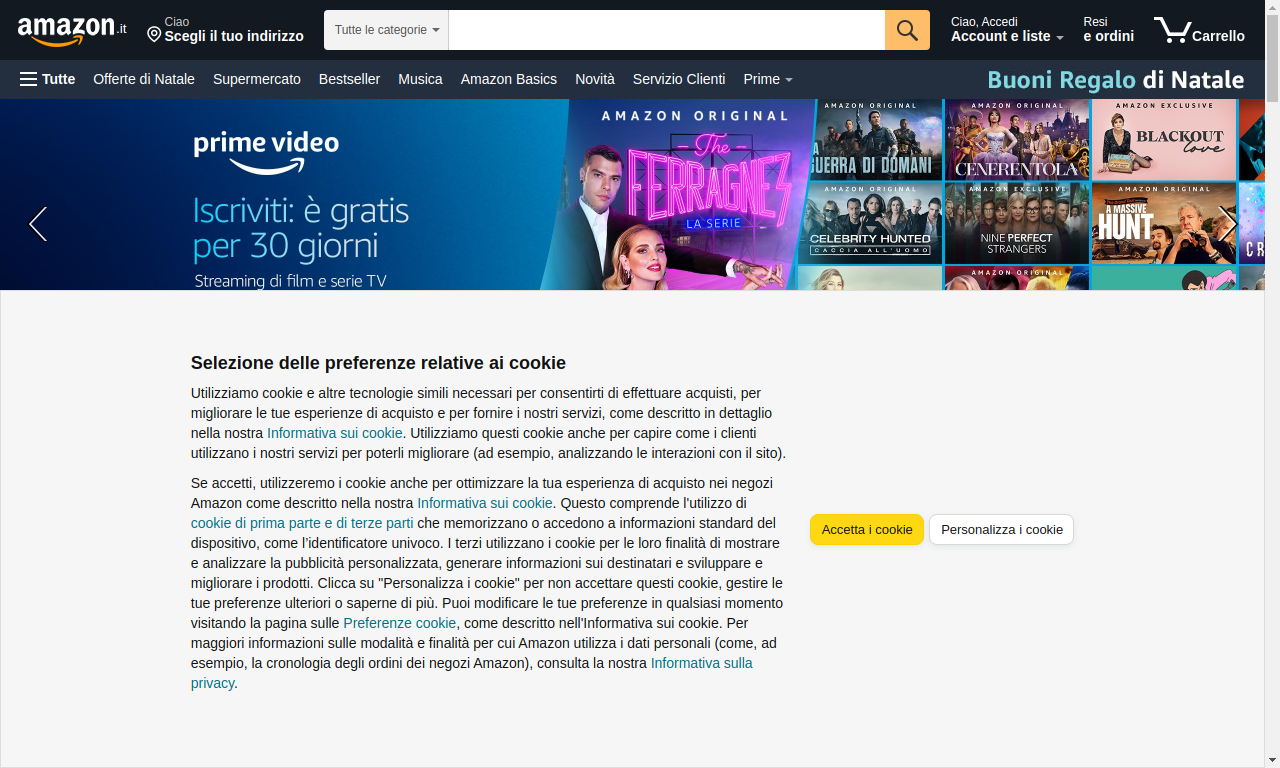 amazon.it
Ciao
Scegli il tuo indirizzo
Tutte le categorie
Ciao, Accedi
Account e liste
Resi
e ordini
Carrello
Tutte
Offerte di Natale
Supermercato
Bestseller
Musica
Amazon Basics
Novità
Servizio Clienti
Prime
Buoni Regalo di Natale
prime video
Iscriviti: è gratis
per 30 giorni
Streaming di film e serie TV
AMAZON ORIGINAL
The
FERRAGNEZ
LA SERIE
AMAZON ORIGINAL
GUERRA DI DOMANI
AMAZON ORIGINAL
CENERENTOLA
AMAZON EXCLUSIVE
BLACKOUT
love
AMAZON ORIGINAL
CELEBRITY HUNTED
CACCIA ALL'UOMO
AMAZON EXCLUSIVE
NINE PERFECT
STRANGERS
AMAZON ORIGINAL
A MASSIVE
HUNT
AMAZON ORIGINAL
Selezione delle preferenze relative ai cookie
Utilizziamo cookie e altre tecnologie simili necessari per consentirti di effettuare acquisti, per
migliorare le tue esperienze di acquisto e per fornire i nostri servizi, come descritto in dettaglio
nella nostra Informativa sui cookie. Utilizziamo questi cookie anche per capire come i clienti
utilizzano i nostri servizi per poterli migliorare (ad esempio, analizzando le interazioni con il sito).
Se accetti, utilizzeremo i cookie anche per ottimizzare la tua esperienza di acquisto nei negozi
Amazon come descritto nella nostra Informativa sui cookie. Questo comprende l'utilizzo di
cookie di prima parte e di terze parti che memorizzano o accedono a informazioni standard del
dispositivo, come l’identificatore univoco. I terzi utilizzano i cookie per le loro finalità di mostrare
e analizzare la pubblicità personalizzata, generare informazioni sui destinatari e sviluppare e
migliorare i prodotti. Clicca su "Personalizza i cookie" per non accettare questi cookie, gestire le
tue preferenze ulteriori o saperne di più. Puoi modificare le tue preferenze in qualsiasi momento
visitando la pagina sulle Preferenze cookie, come descritto nell'Informativa sui cookie. Per
maggiori informazioni sulle modalità e finalità per cui Amazon utilizza i dati personali (come, ad
esempio, la cronologia degli ordini dei negozi Amazon), consulta la nostra Informativa sulla
privacy.
Accetta i cookie
Personalizza i cookie